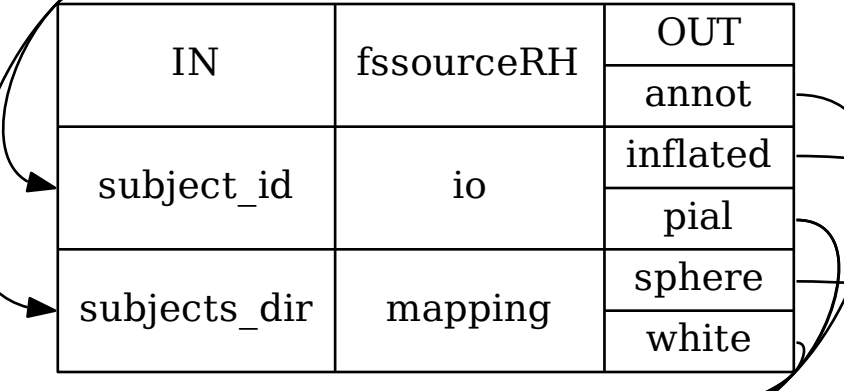 IN
subject_id
subjects_dir
fssourceRH
io
mapping
OUT
annot
inflated
pial
sphere
white